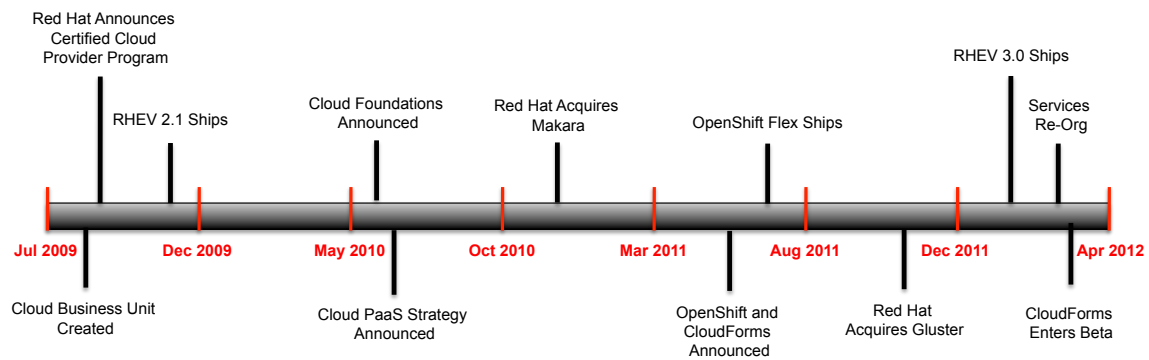 Red Hat Announces
Certified Cloud
Provider Program
RHEV 2.1 Ships
Cloud Foundations
Announced
Red Hat Acquires
Makara
OpenShift Flex Ships
RHEV 3.0 Ships
Services
Re-Org
Jul 2009
Dec 2009
May 2010
Oct 2010
Mar 2011
Aug 2011
Dec 2011
Apr 2012
Cloud Business Unit
Created
Cloud PaaS Strategy
Announced
OpenShift and
CloudForms
Announced
Red Hat
Acquires Gluster
CloudForms
Enters Beta